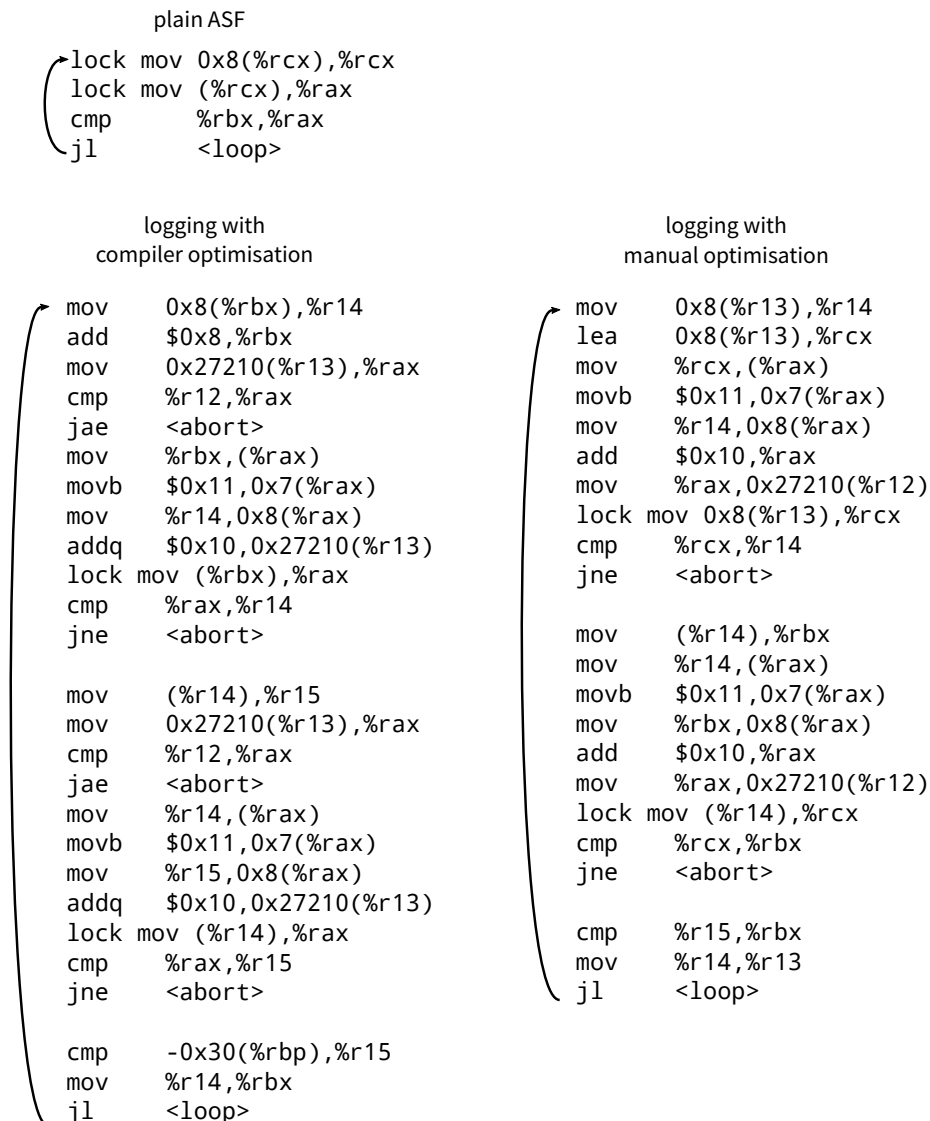 plain ASF
lock mov 0x8(%rcx),%rcx
lock mov (%rcx),%rax
cmp %rbx,%rax
jl <loop>
logging with
compiler optimisation
mov 0x8(%rbx),%r14
add $0x8,%rbx
mov 0x27210(%r13),%rax
cmp %r12,%rax
jae <abort>
mov %rbx,(%rax)
movb $0x11,0x7(%rax)
mov %r14,0x8(%rax)
addq $0x10,0x27210(%r13)
lock mov (%rbx),%rax
cmp %rax,%r14
jne <abort>
mov (%r14),%r15
mov 0x27210(%r13),%rax
cmp %r12,%rax
jae <abort>
mov %r14,(%rax)
movb $0x11,0x7(%rax)
mov %r15,0x8(%rax)
addq $0x10,0x27210(%r13)
lock mov (%r14),%rax
cmp %rax,%r15
jne <abort>
cmp -0x30(%rbp),%r15
mov %r14,%rbx
jl <loop>
logging with
manual optimisation
mov 0x8(%r13),%r14
lea 0x8(%r13),%rcx
mov %rcx,(%rax)
movb $0x11,0x7(%rax)
mov %r14,0x8(%rax)
add $0x10,%rax
mov %rax,0x27210(%r12)
lock mov 0x8(%r13),%rcx
cmp %rcx,%r14
jne <abort>
mov (%r14),%rbx
mov %r14,(%rax)
movb $0x11,0x7(%rax)
mov %rbx,0x8(%rax)
add $0x10,%rax
mov %rax,0x27210(%r12)
lock mov (%r14),%rcx
cmp %rcx,%rbx
jne <abort>
cmp %r15,%rbx
mov %r14,%r13
jl <loop>